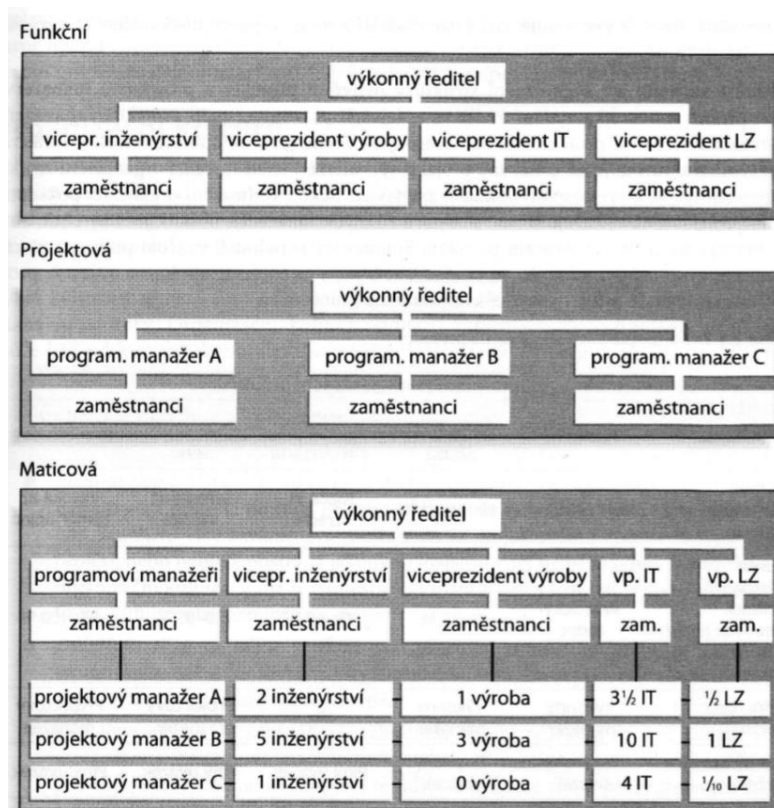 Funkční
výkonný ředitel
vicepr. inženýrství viceprezident výroby viceprezident IT viceprezident LZ
zaměstnanci zaměstnanci zaměstnanci zaměstnanci
Projektová
výkonný ředitel
program. manažer A program. manažer B program. manažer C
zaměstnanci zaměstnanci zaměstnanci
Maticová
výkonný ředitel
programoví manažeři vicepr. inženýrství viceprezident výroby vp. IT vp. LZ
zaměstnanci zaměstnanci zaměstnanci zam. zam.
projektový manažer A 2 inženýrství 1 výroba 3½ IT ½ LZ
projektový manažer B 5 inženýrství 3 výroba 10 IT 1 LZ
projektový manažer C 1 inženýrství 0 výroba 4 IT ⅒ LZ